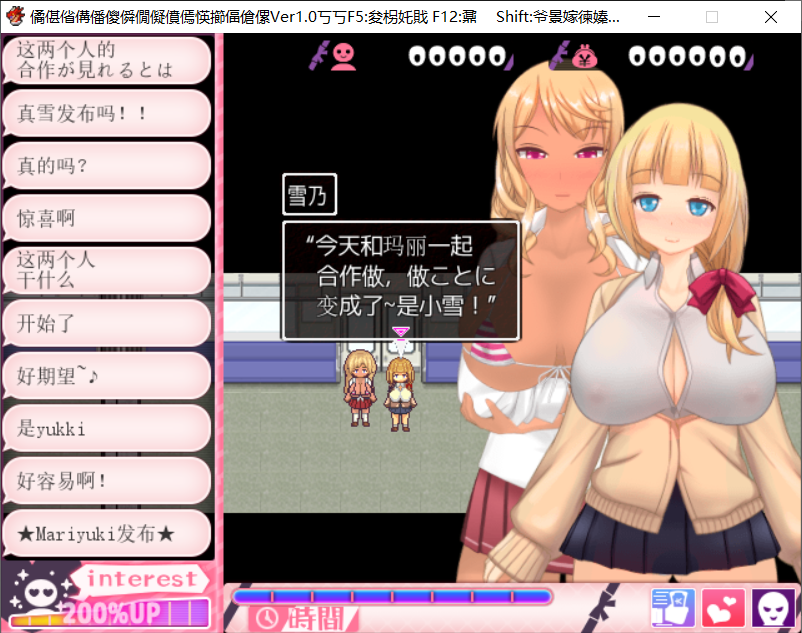 Ver1.0
F5:
F12:
Shift:
这两个人的
合作が見れるとは
真雪发布吗！！
真的吗？
惊喜啊
这两个人
干什么
开始了
好期望~♪
是yukki
好容易啊！
★Mariyuki发布★
interest
200%UP
00000
¥
000000
雪乃
“今天和玛丽一起
合作做，做ことに
变成了~是小雪！”
時間